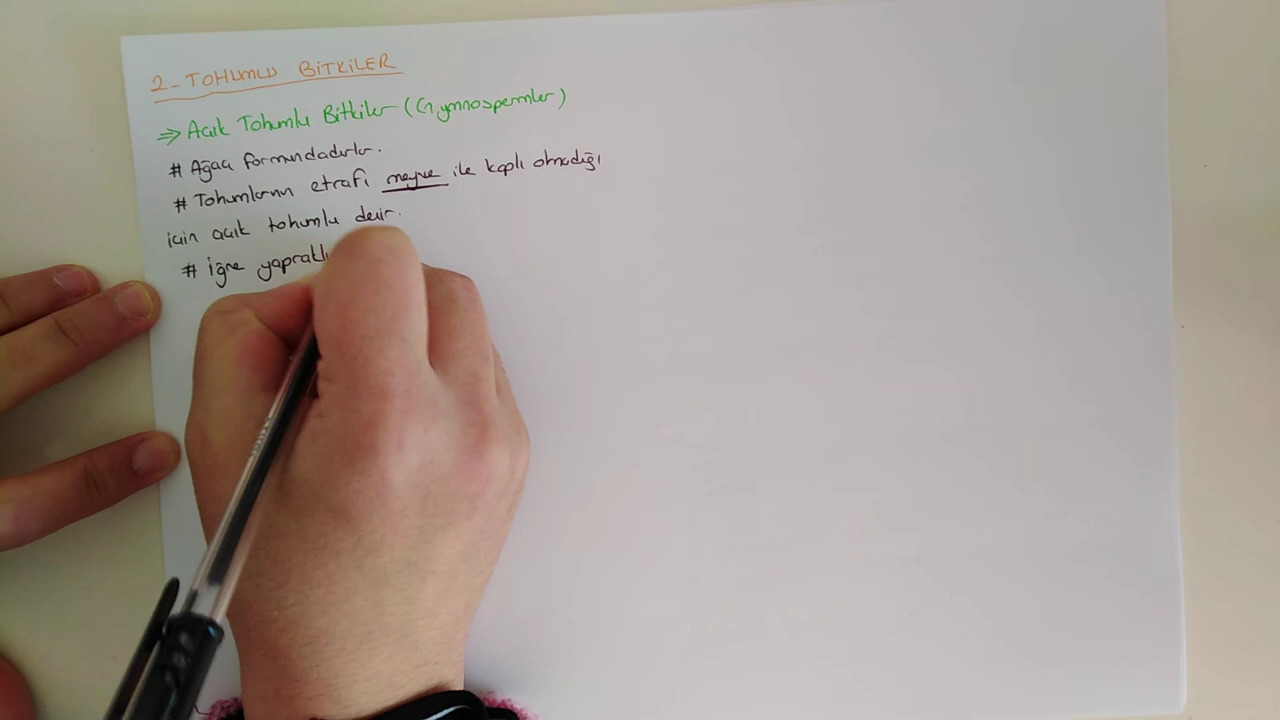 2- TOHUMLU BİTKİLER
⇒ Açık Tohumlu Bitkiler (Gymnospermler)
# Ağaç formundadırlar.
# Tohumlarının etrafı meyve ile kaplı olmadığı
için açık tohumlu denir.
# İğne yapraklı